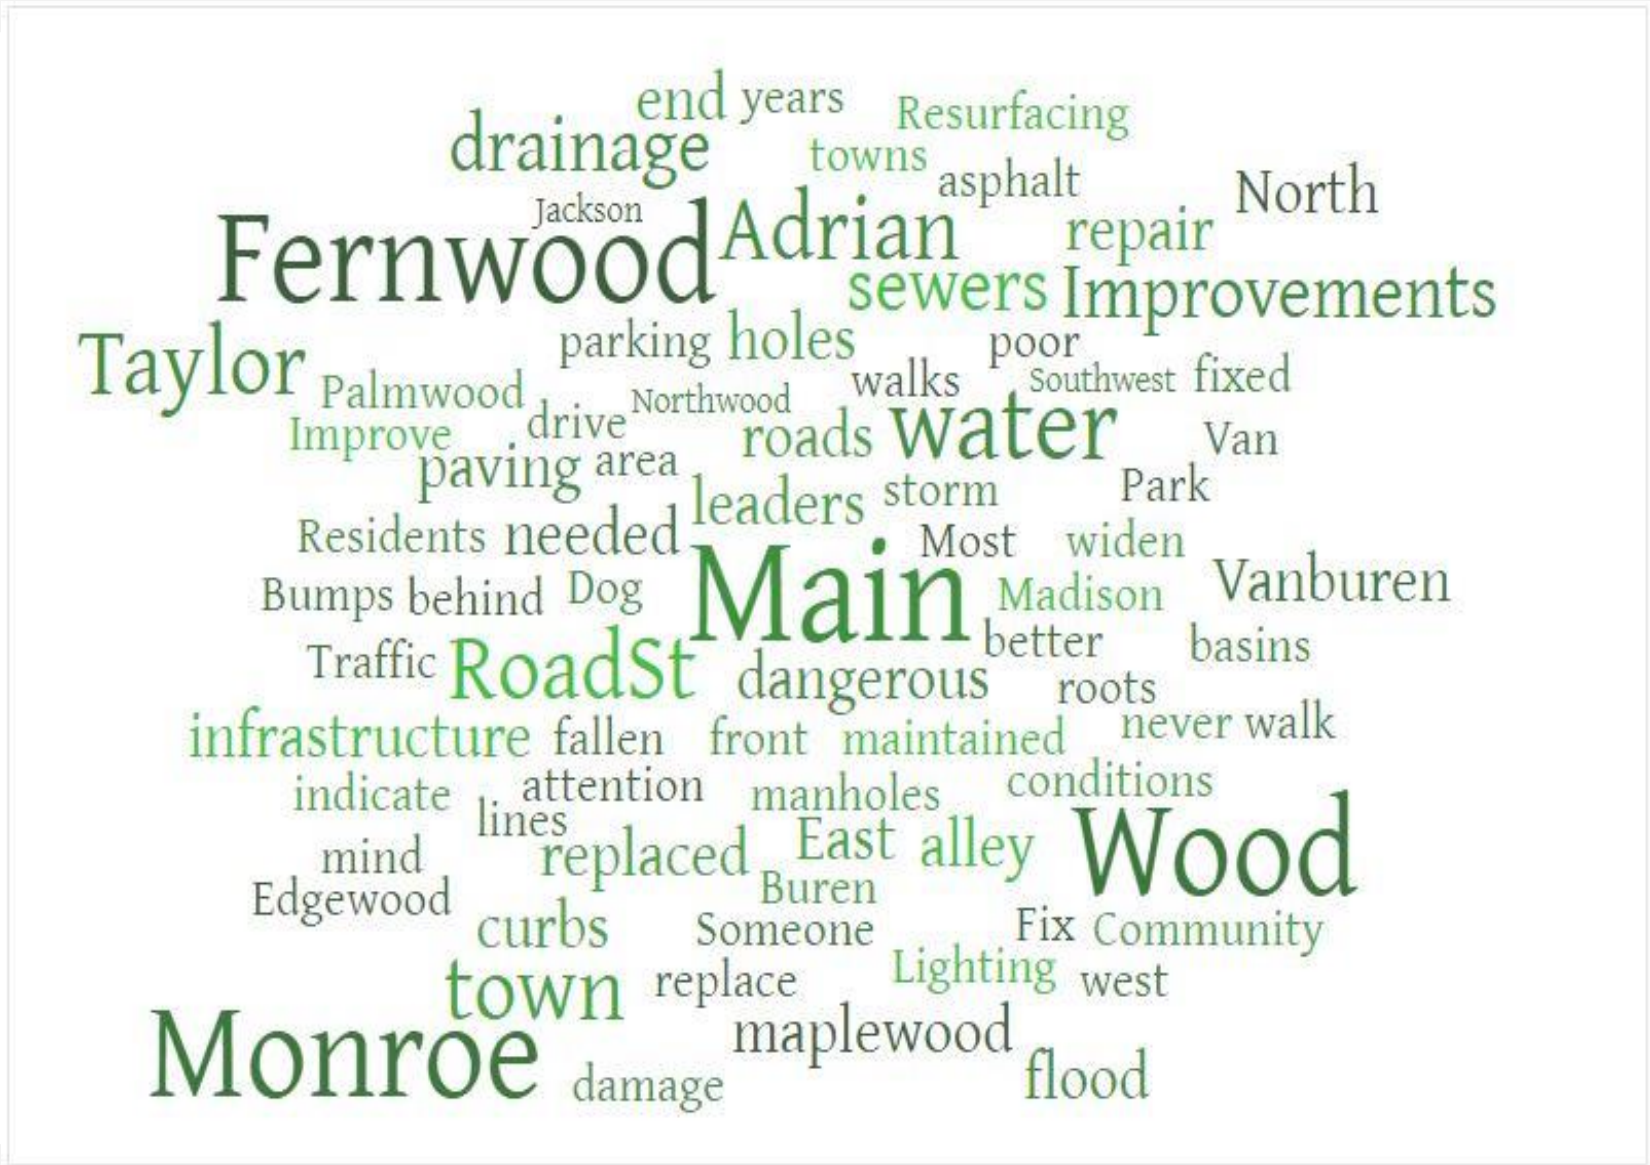 end years Resurfacing
drainage towns asphalt North
Jackson
Fernwood Adrian repair
sewers Improvements
Taylor parking holes poor
Palmwood Northwood walks Southwest fixed
Improve drive roads water Van
paving area
leaders storm Park
Residents needed Most widen
Bumps behind Dog Main Madison Vanburen
Traffic RoadSt dangerous better basins
roots
infrastructure fallen front maintained never walk
indicate attention manholes conditions
lines
mind replaced East alley Wood
Edgewood Buren
curbs Someone Fix Community
town replace Lighting west
Monroe maplewood
damage flood